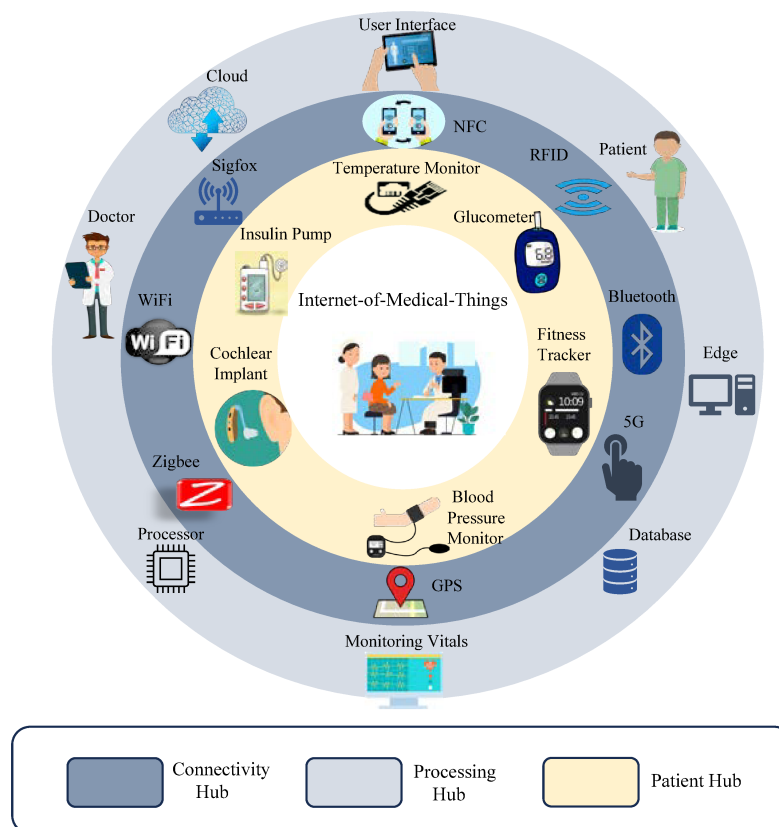 User Interface
Cloud
NFC
RFID
Patient
Sigfox
Temperature Monitor
Doctor
Glucometer
Insulin Pump
6.8
WiFi
Internet-of-Medical-Things
Bluetooth
Wi Fi
Cochlear
Implant
Fitness
Tracker
Edge
10:09
5G
Zigbee
Z
Blood
Pressure
Monitor
Processor
Database
GPS
Monitoring Vitals
Connectivity
Hub
Processing
Hub
Patient Hub